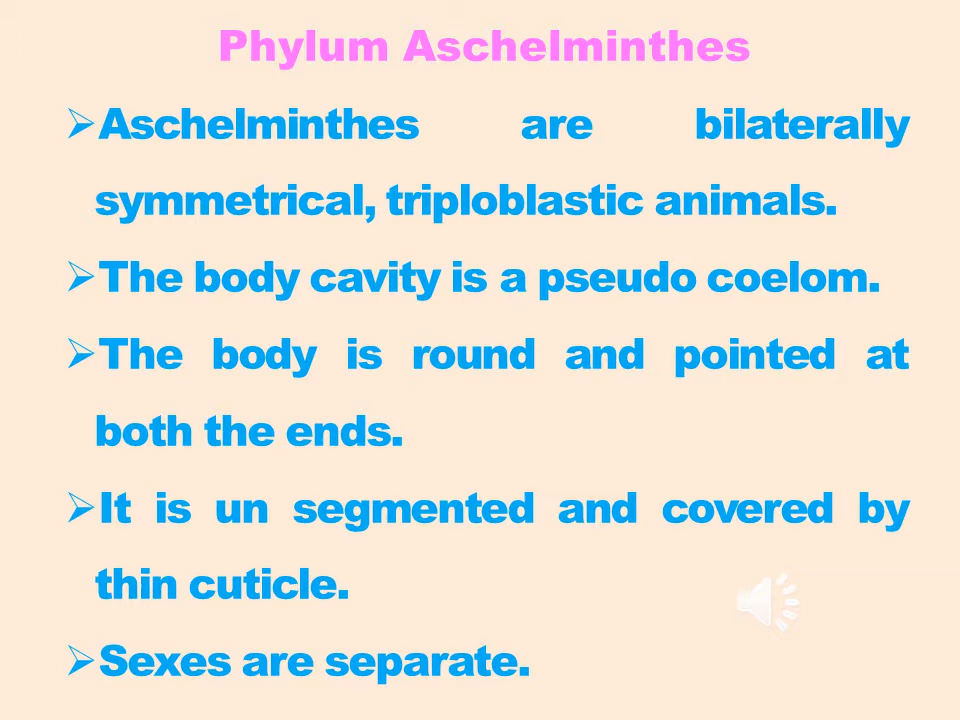 Phylum Aschelminthes
➢Aschelminthes are bilaterally
symmetrical, triploblastic animals.
➢The body cavity is a pseudo coelom.
➢The body is round and pointed at
both the ends.
➢It is un segmented and covered by
thin cuticle.
➢Sexes are separate.